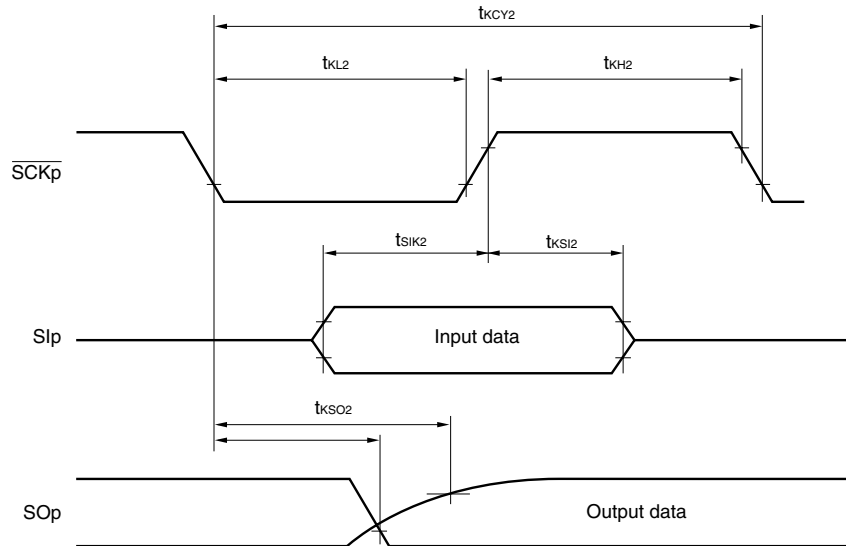 tKCY2
tKL2
tKH2
SCKp
tSIK2
tKSI2
SIp
Input data
tKSO2
SOp
Output data